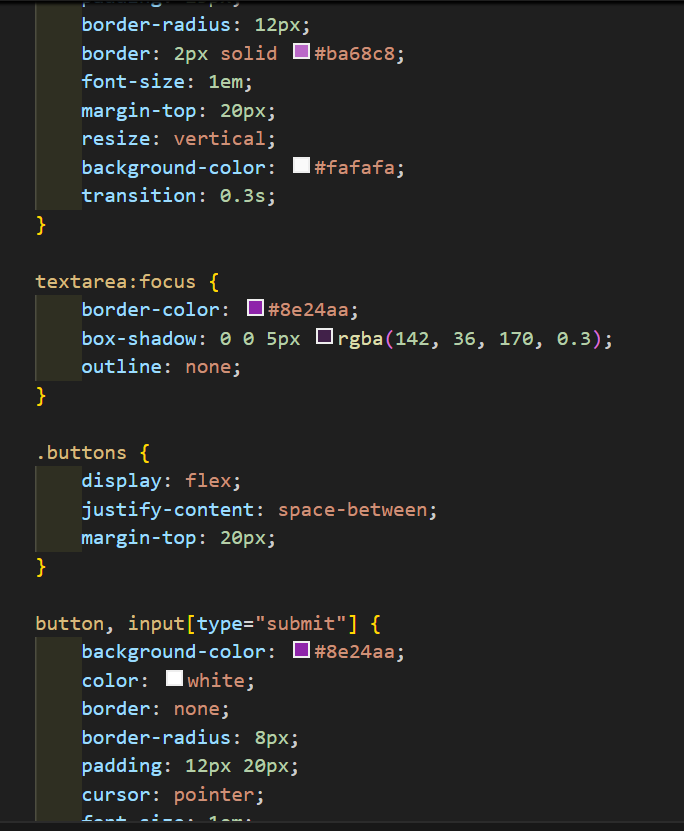 border-radius: 12px;
border: 2px solid #ba68c8;
font-size: 1em;
margin-top: 20px;
resize: vertical;
background-color: #fafafa;
transition: 0.3s;
}
textarea:focus {
border-color: #8e24aa;
box-shadow: 0 0 5px rgba(142, 36, 170, 0.3);
outline: none;
}
.buttons {
display: flex;
justify-content: space-between;
margin-top: 20px;
}
button, input[type="submit"] {
background-color: #8e24aa;
color: white;
border: none;
border-radius: 8px;
padding: 12px 20px;
cursor: pointer;
font-size: 1em;